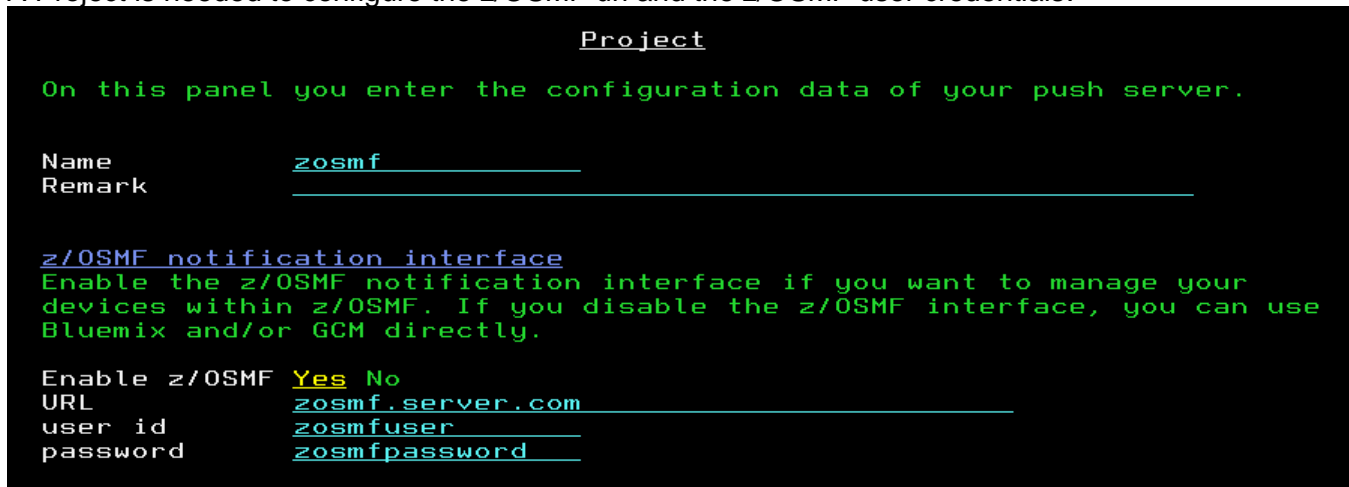 Project
On this panel you enter the configuration data of your push server.
Name zosmf
Remark
z/OSMF notification interface
Enable the z/OSMF notification interface if you want to manage your
devices within z/OSMF. If you disable the z/OSMF interface, you can use
Bluemix and/or GCM directly.
Enable z/OSMF Yes No
URL zosmf.server.com
user id zosmfuser
password zosmfpassword